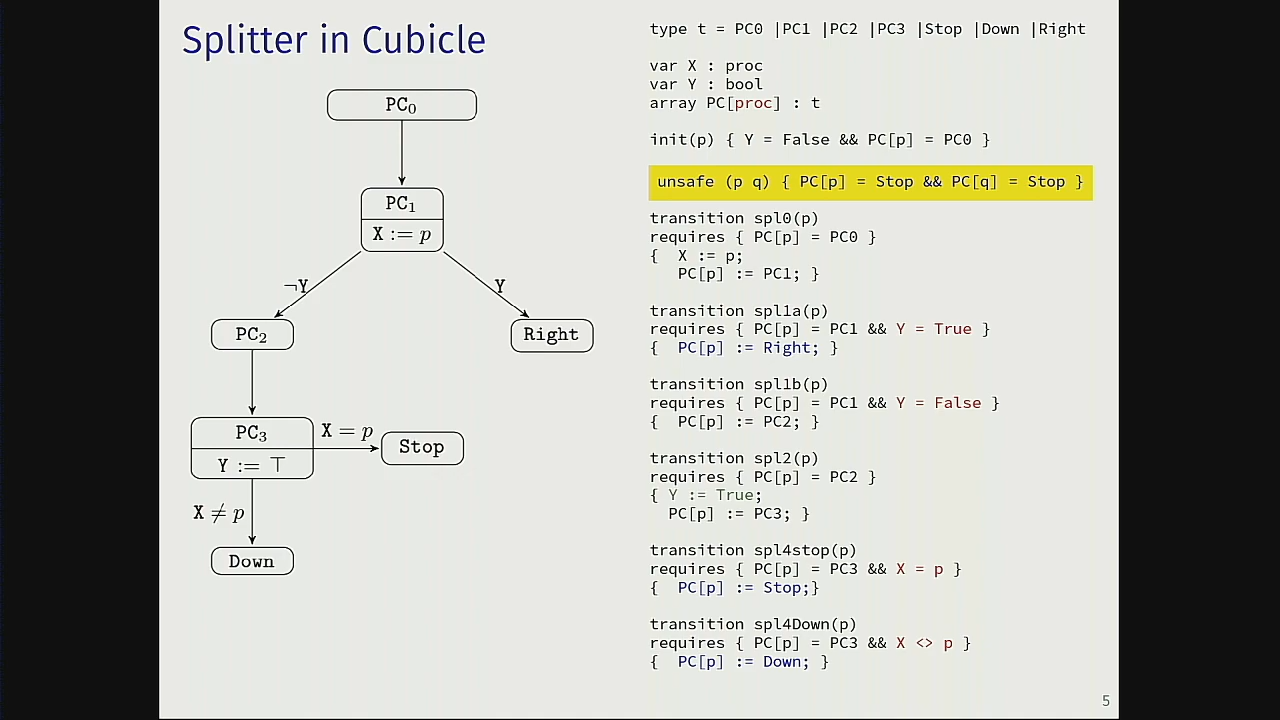 Splitter in Cubicle
PC0
PC1
X := p
¬Y
Y
PC2
Right
PC3
Y := ⊤
X = p
Stop
X ≠ p
Down
type t = PC0 |PC1 |PC2 |PC3 |Stop |Down |Right
var X : proc
var Y : bool
array PC[proc] : t
init(p) { Y = False && PC[p] = PC0 }
unsafe (p q) { PC[p] = Stop && PC[q] = Stop }
transition spl0(p)
requires { PC[p] = PC0 }
{  X := p;
   PC[p] := PC1; }
transition spl1a(p)
requires { PC[p] = PC1 && Y = True }
{  PC[p] := Right; }
transition spl1b(p)
requires { PC[p] = PC1 && Y = False }
{  PC[p] := PC2; }
transition spl2(p)
requires { PC[p] = PC2 }
{ Y := True;
  PC[p] := PC3; }
transition spl4stop(p)
requires { PC[p] = PC3 && X = p }
{  PC[p] := Stop;}
transition spl4Down(p)
requires { PC[p] = PC3 && X <> p }
{  PC[p] := Down; }
5